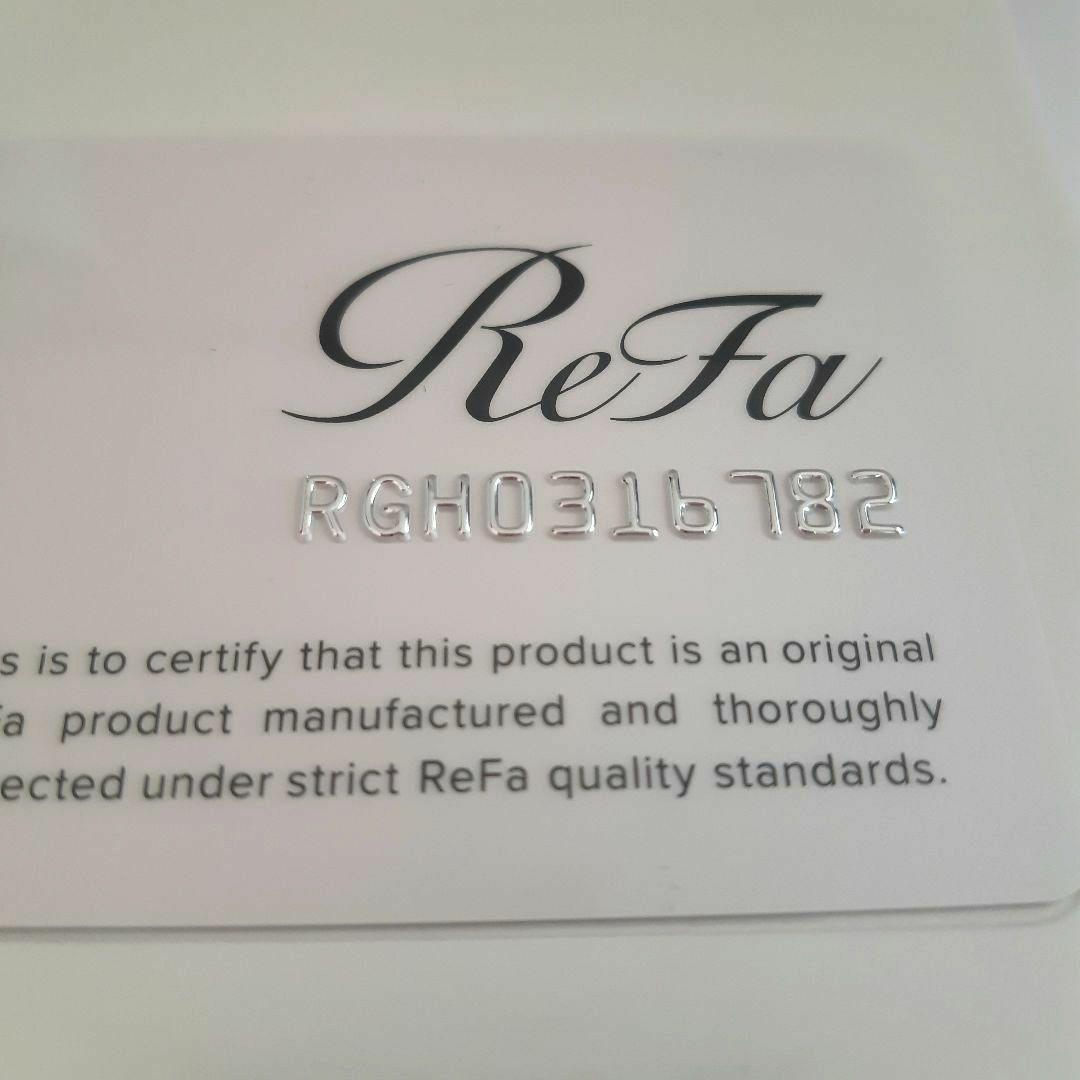 ReFa
RGH0316782
s is to certify that this product is an original
a product manufactured and thoroughly
ected under strict ReFa quality standards.